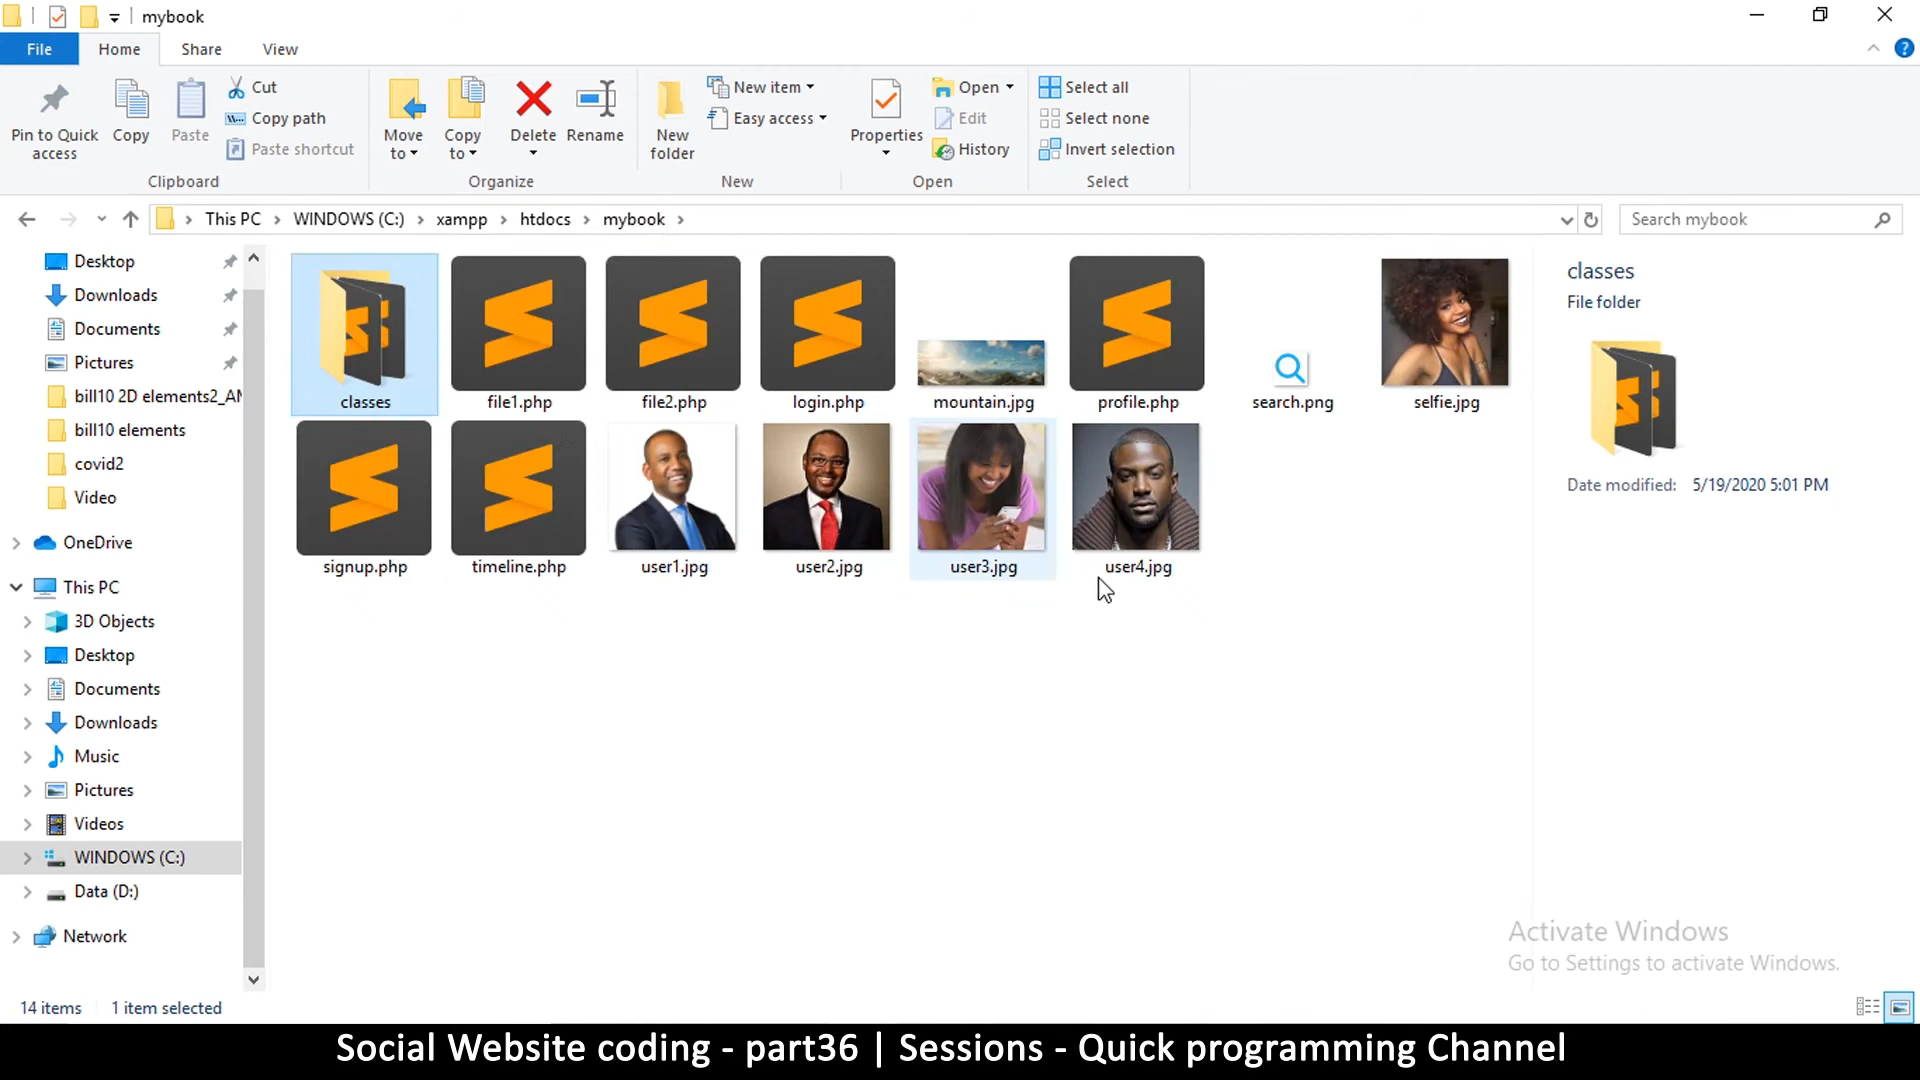 mybook
File Home Share View
Pin to Quick access
Copy
Paste
Cut
Copy path
Paste shortcut
Clipboard
Move to
Copy to
Delete
Rename
Organize
New folder
New item
Easy access
New
Properties
Open
Edit
History
Open
Select all
Select none
Invert selection
Select
This PC > WINDOWS (C:) > xampp > htdocs > mybook >
Search mybook
Desktop
Downloads
Documents
Pictures
bill10 2D elements2_AN
bill10 elements
covid2
Video
OneDrive
This PC
3D Objects
Desktop
Documents
Downloads
Music
Pictures
Videos
WINDOWS (C:)
Data (D:)
Network
classes
file1.php
file2.php
login.php
mountain.jpg
profile.php
search.png
selfie.jpg
signup.php
timeline.php
user1.jpg
user2.jpg
user3.jpg
user4.jpg
classes
File folder
Date modified: 5/19/2020 5:01 PM
Activate Windows
Go to Settings to activate Windows.
14 items 1 item selected
Social Website coding - part36 | Sessions - Quick programming Channel